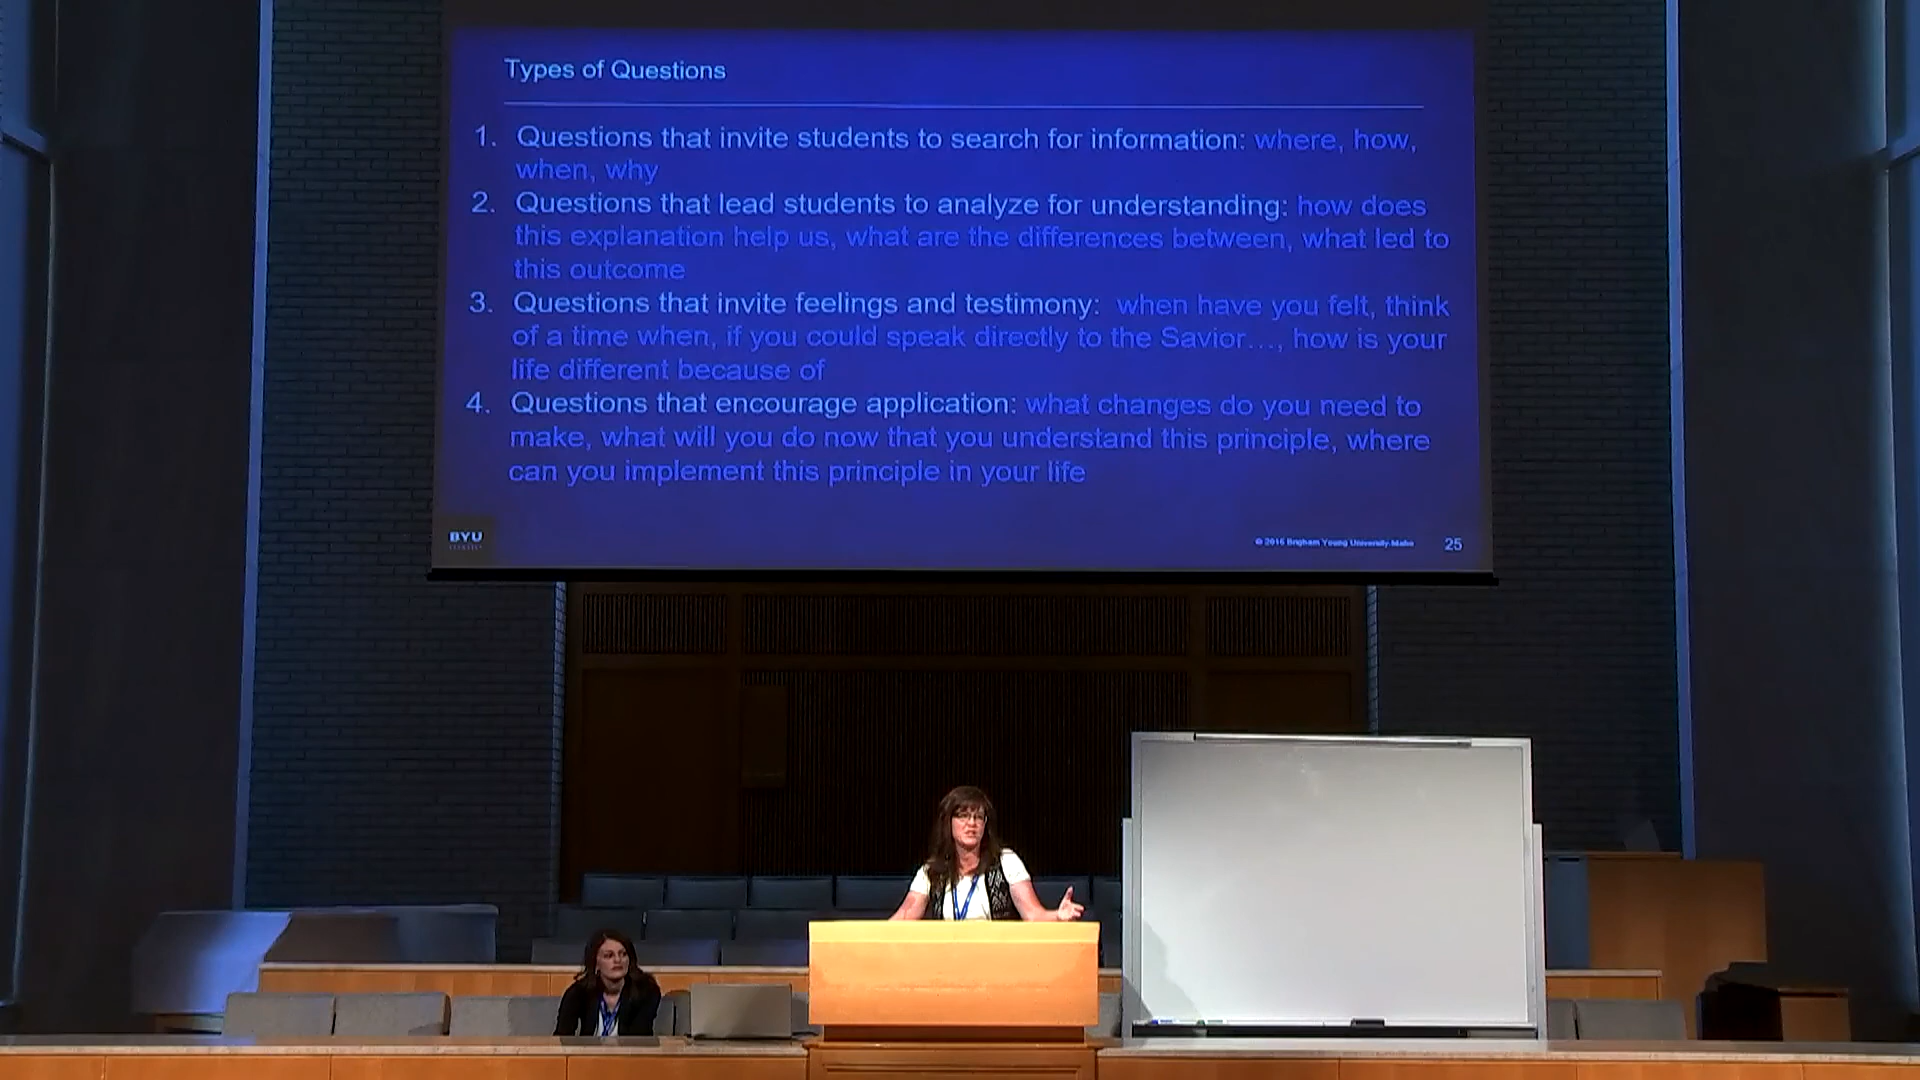 Types of Questions
1. Questions that invite students to search for information: where, how,
when, why
2. Questions that lead students to analyze for understanding: how does
this explanation help us, what are the differences between, what led to
this outcome
3. Questions that invite feelings and testimony: when have you felt, think
of a time when, if you could speak directly to the Savior…, how is your
life different because of
4. Questions that encourage application: what changes do you need to
make, what will you do now that you understand this principle, where
can you implement this principle in your life
BYU
Brigham Young University-Idaho
25